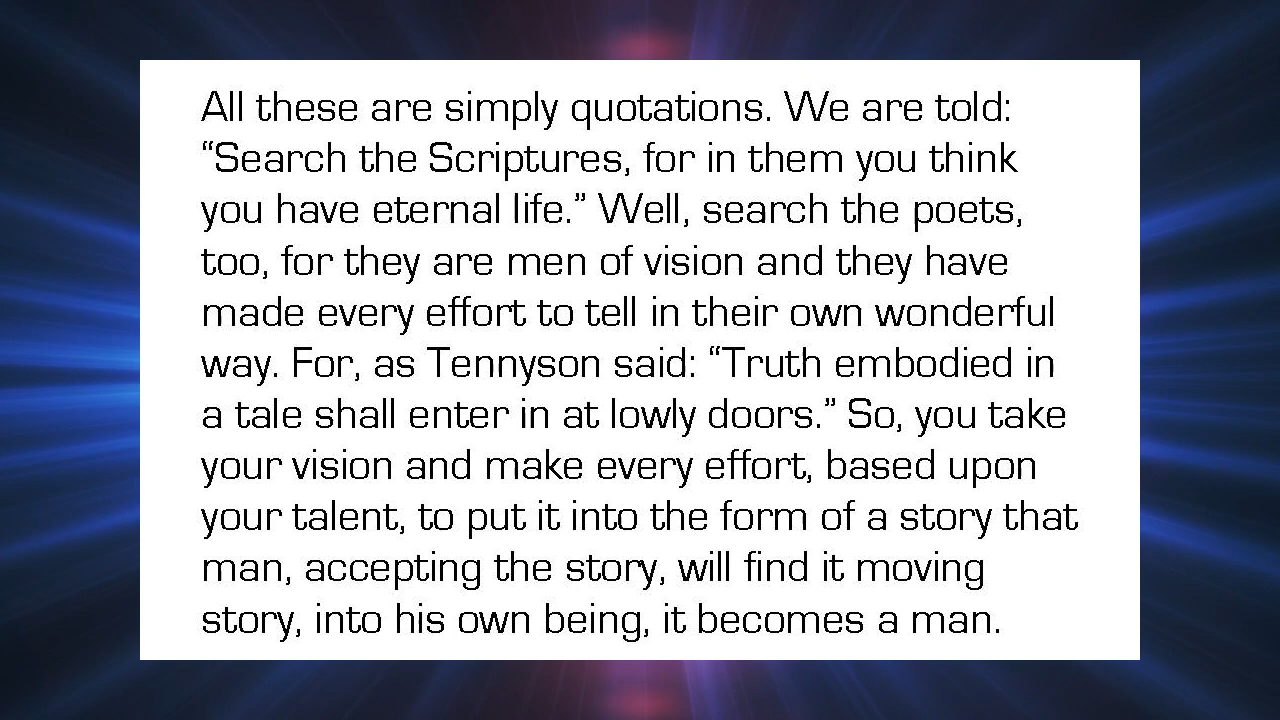 All these are simply quotations. We are told:
“Search the Scriptures, for in them you think
you have eternal life.” Well, search the poets,
too, for they are men of vision and they have
made every effort to tell in their own wonderful
way. For, as Tennyson said: “Truth embodied in
a tale shall enter in at lowly doors.” So, you take
your vision and make every effort, based upon
your talent, to put it into the form of a story that
man, accepting the story, will find it moving
story, into his own being, it becomes a man.